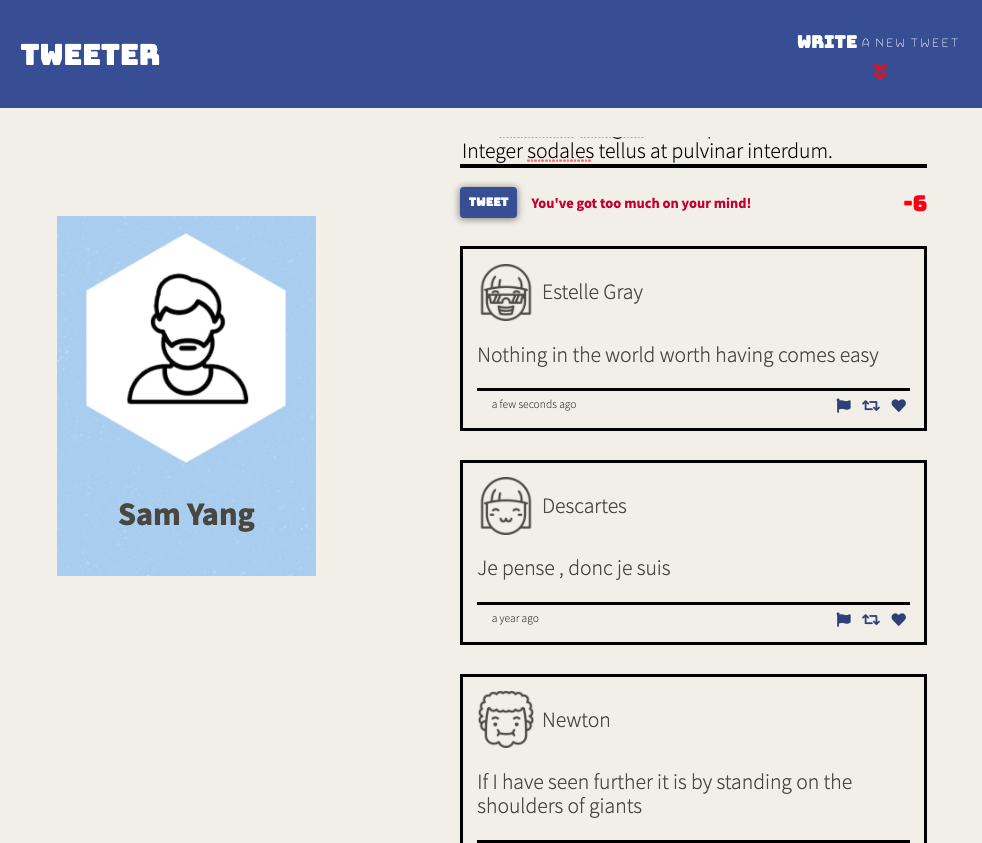 TWEETER
WRITE A NEW TWEET
Integer sodales tellus at pulvinar interdum.
TWEET You've got too much on your mind! -6
Estelle Gray
Nothing in the world worth having comes easy
a few seconds ago
Sam Yang
Descartes
Je pense , donc je suis
a year ago
Newton
If I have seen further it is by standing on the
shoulders of giants